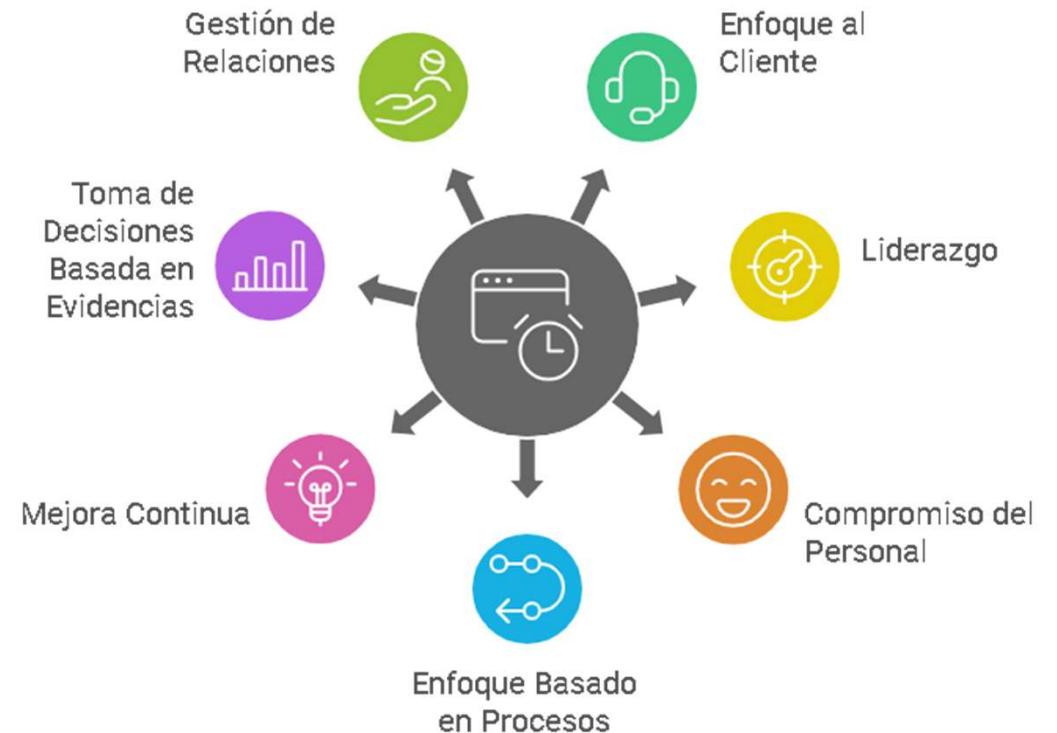 Gestión de
Relaciones
Enfoque al
Cliente
Toma de
Decisiones
Basada en
Evidencias
Liderazgo
Mejora Continua
Compromiso del
Personal
Enfoque Basado
en Procesos